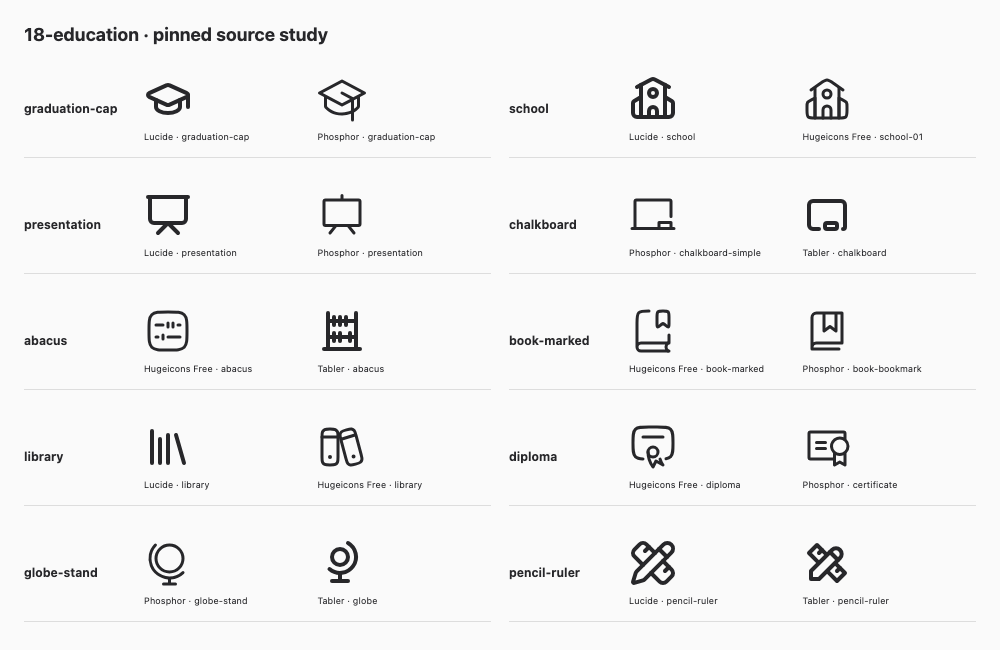 18-education · pinned source study
graduation-cap
Lucide · graduation-cap
Phosphor · graduation-cap
school
Lucide · school
Hugeicons Free · school-01
presentation
Lucide · presentation
Phosphor · presentation
chalkboard
Phosphor · chalkboard-simple
Tabler · chalkboard
abacus
Hugeicons Free · abacus
Tabler · abacus
book-marked
Hugeicons Free · book-marked
Phosphor · book-bookmark
library
Lucide · library
Hugeicons Free · library
diploma
Hugeicons Free · diploma
Phosphor · certificate
globe-stand
Phosphor · globe-stand
Tabler · globe
pencil-ruler
Lucide · pencil-ruler
Tabler · pencil-ruler